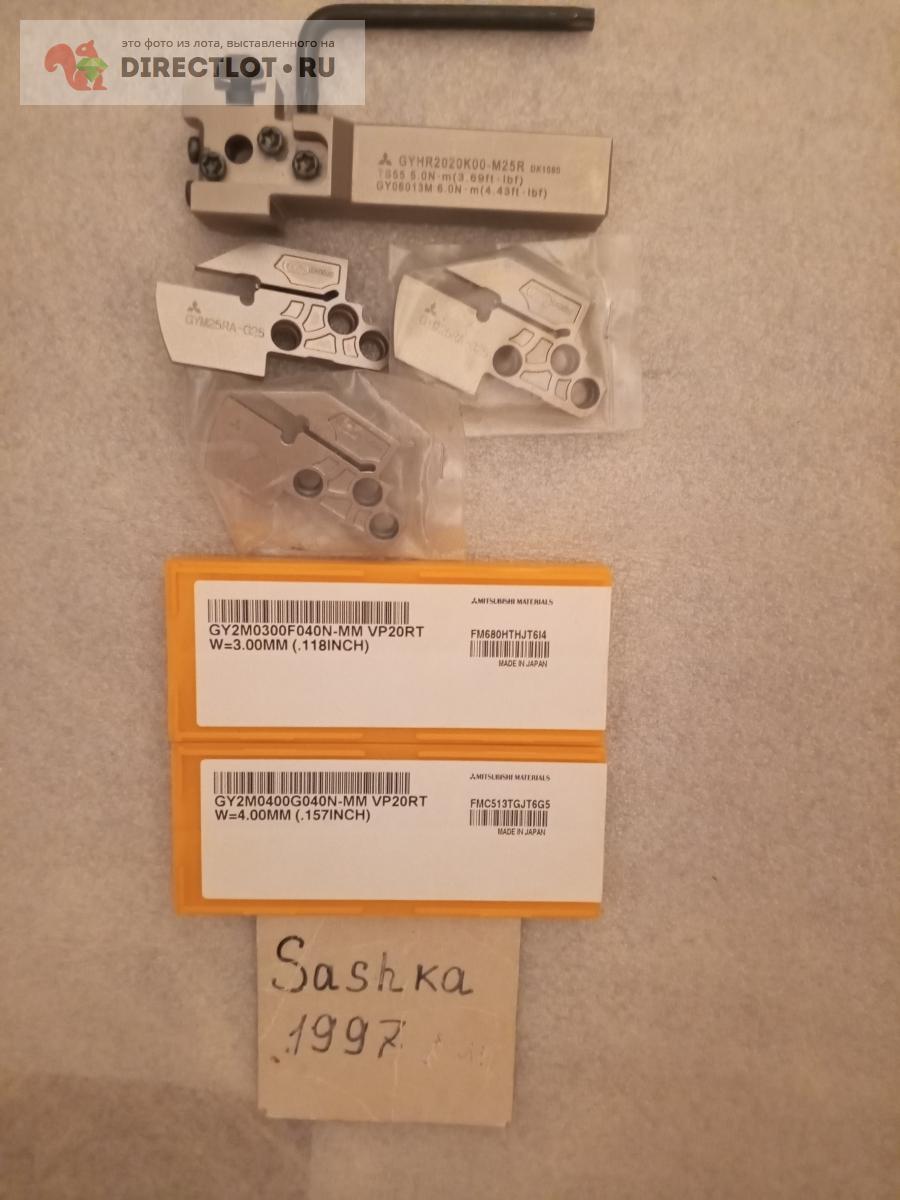 это фото из лота, выставленного на
DIRECTLOT.RU
GYHR2020K00-M25R DK1080
TS55 5.0N·m(3.69ft·lbf)
GY06013M 6.0N·m(4.43ft·lbf)
GYM25RA-G25
MITSUBISHI MATERIALS
GY2M0300F040N-MM VP20RT
W=3.00MM (.118INCH)
FM680HTHJT6I4
MADE IN JAPAN
MITSUBISHI MATERIALS
GY2M0400G040N-MM VP20RT
W=4.00MM (.157INCH)
FMC513TGJT6G5
MADE IN JAPAN
Sashka
1997